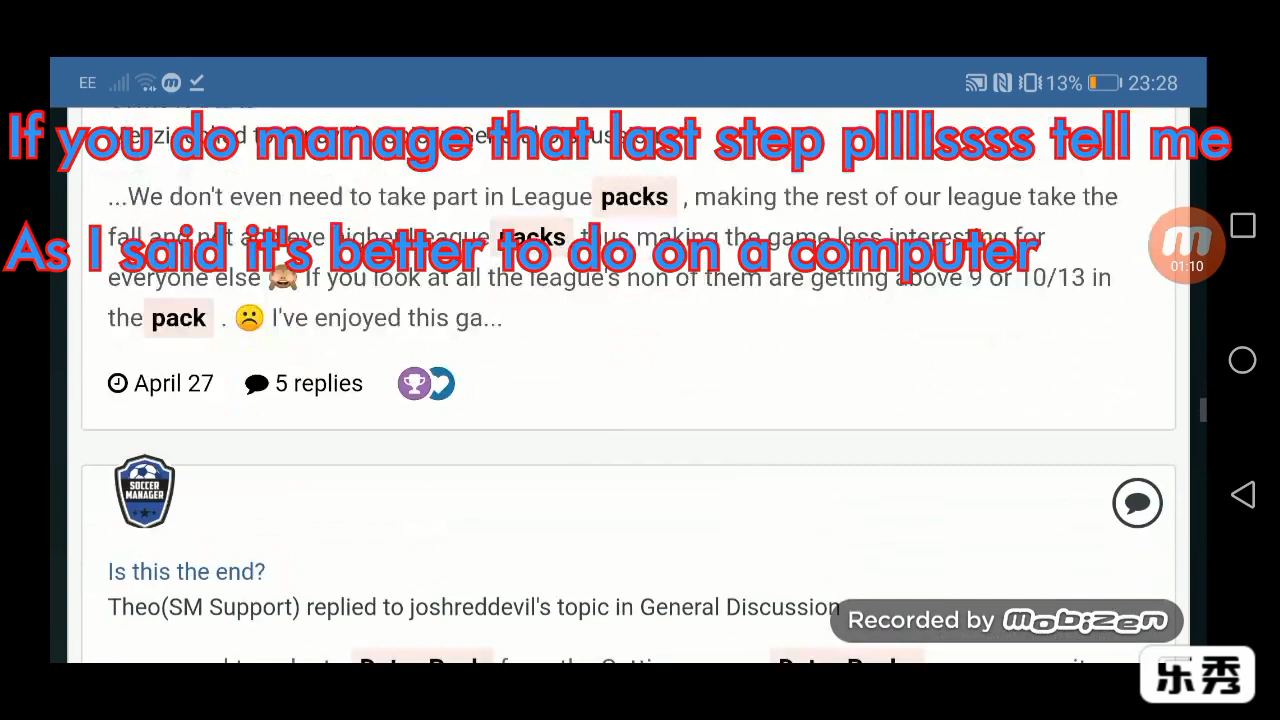 EE 13% 23:28
If you do manage that last step pllllssss tell me
...We don't even need to take part in League packs , making the rest of our league take the
As I said it's better to do on a computer
everyone else 🙈 If you look at all the league's non of them are getting above 9 or 10/13 in
the pack . ☹️ I've enjoyed this ga...
01:10
April 27 5 replies
SOCCER
MANAGER
Is this the end?
Theo(SM Support) replied to joshreddevil's topic in General Discussion
Recorded by mobizen
乐秀